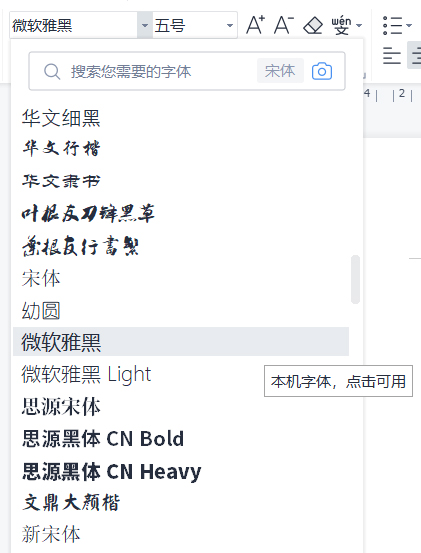 微软雅黑 五号 A+ A- wén 文
搜索您需要的字体 宋体
4 2
华文细黑
华文行楷
华文隶书
叶根友刀锋黑草
叶根友行书繁
宋体
幼圆
微软雅黑
微软雅黑 Light
本机字体，点击可用
思源宋体
思源黑体 CN Bold
思源黑体 CN Heavy
文鼎大颜楷
新宋体